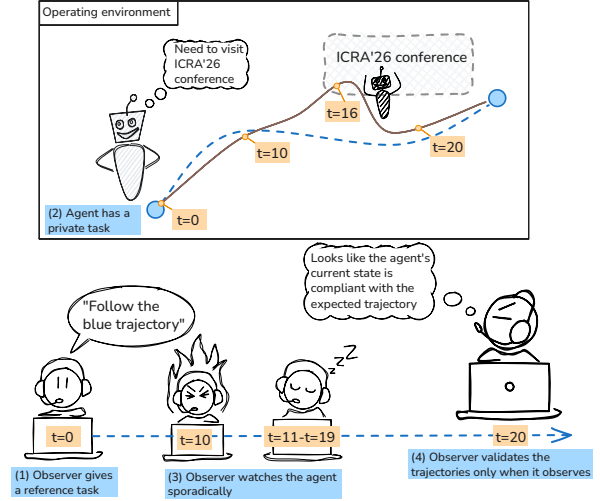 Operating environment
Need to visit
ICRA'26
conference
ICRA'26 conference
t=16
t=10
t=20
t=0
(2) Agent has a
private task
Looks like the agent's
current state is
compliant with the
expected trajectory
"Follow the
blue trajectory"
zzZ
t=0
t=10
t=11-t=19
t=20
(1) Observer gives
a reference task
(3) Observer watches the agent
sporadically
(4) Observer validates the
trajectories only when it observes